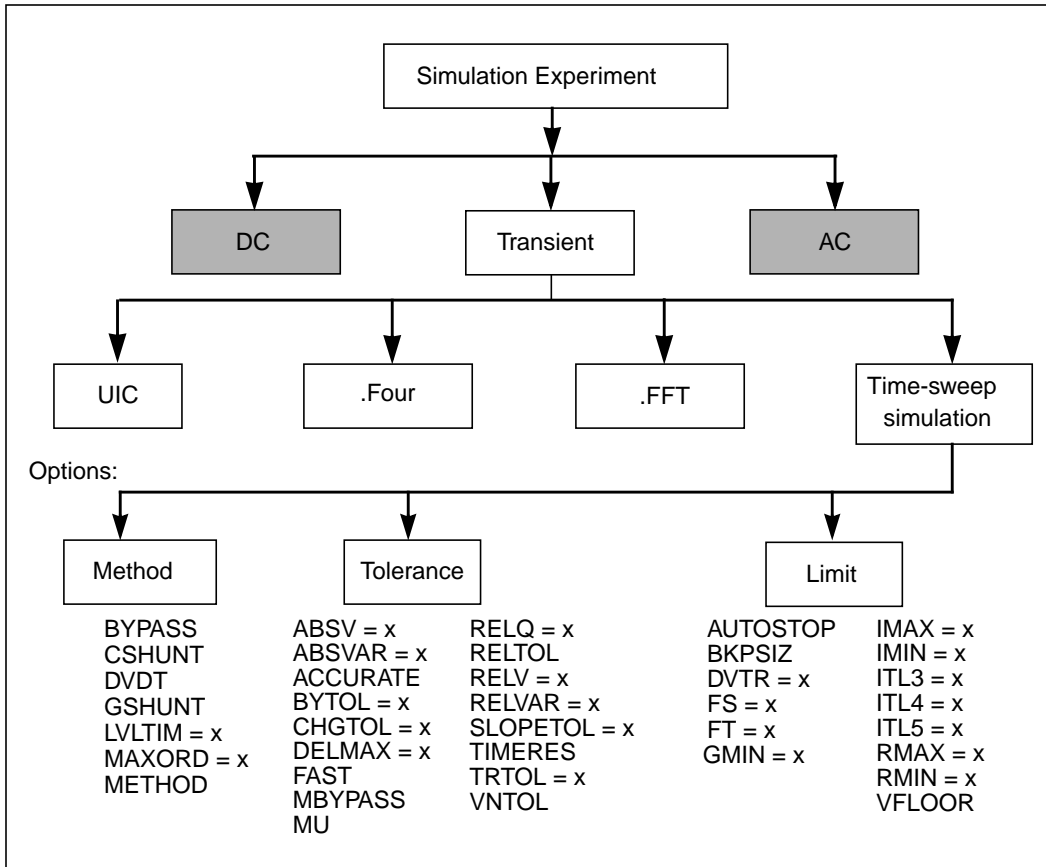 Simulation Experiment
DC
Transient
AC
UIC
.Four
.FFT
Time-sweep
simulation
Options:
Method
Tolerance
Limit
BYPASS
CSHUNT
DVDT
GSHUNT
LVLTIM = x
MAXORD = x
METHOD
ABSV = x
ABSVAR = x
ACCURATE
BYTOL = x
CHGTOL = x
DELMAX = x
FAST
MBYPASS
MU
RELQ = x
RELTOL
RELV = x
RELVAR = x
SLOPETOL = x
TIMERES
TRTOL = x
VNTOL
AUTOSTOP
BKPSIZ
DVTR = x
FS = x
FT = x
GMIN = x
IMAX = x
IMIN = x
ITL3 = x
ITL4 = x
ITL5 = x
RMAX = x
RMIN = x
VFLOOR